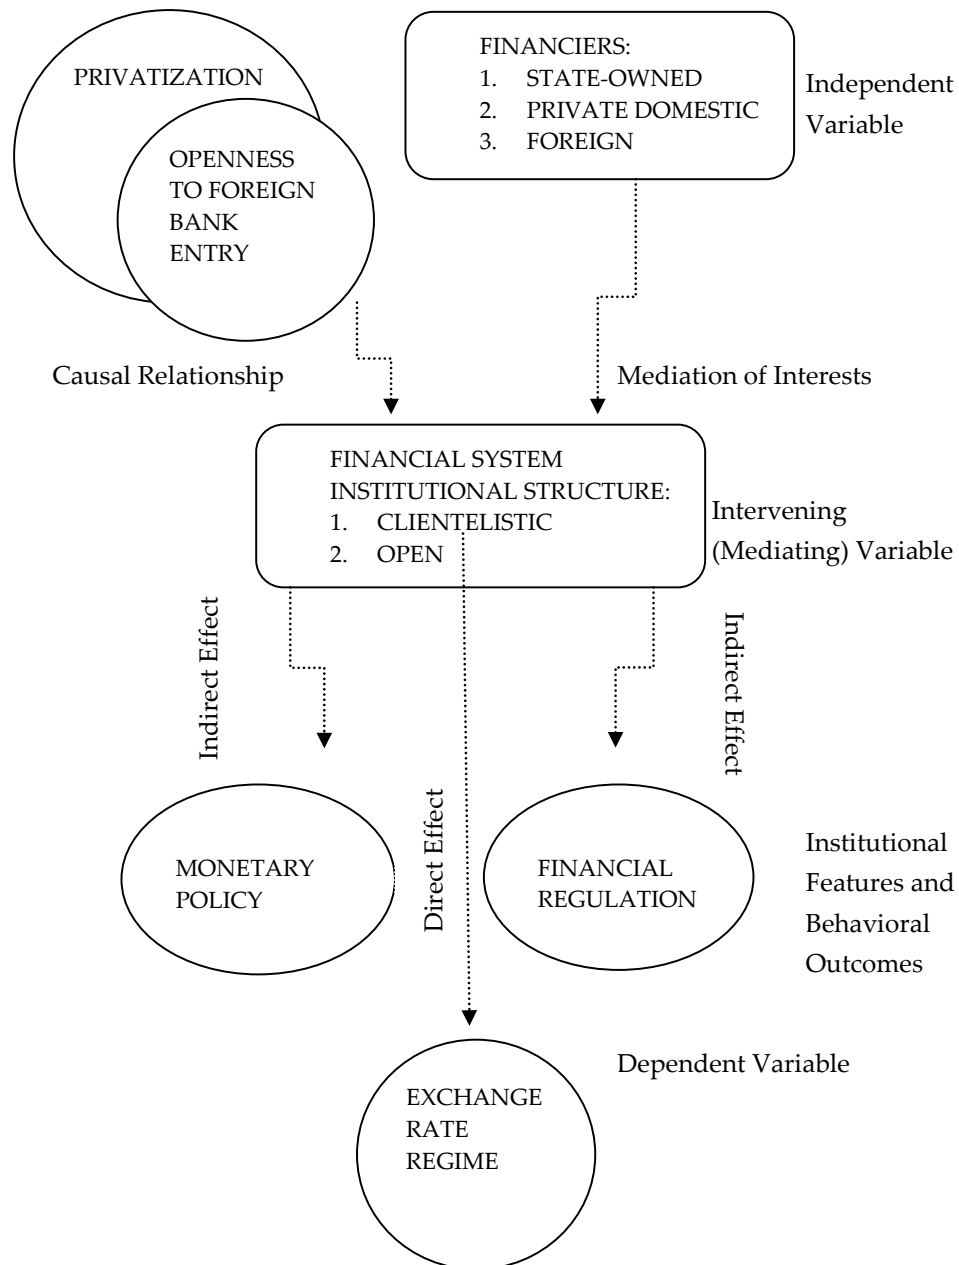 PRIVATIZATION
OPENNESS
TO FOREIGN
BANK
ENTRY
FINANCIERS:
1. STATE-OWNED
2. PRIVATE DOMESTIC
3. FOREIGN
Independent
Variable
Causal Relationship
Mediation of Interests
FINANCIAL SYSTEM
INSTITUTIONAL STRUCTURE:
1. CLIENTELISTIC
2. OPEN
Intervening
(Mediating) Variable
Indirect Effect
Direct Effect
Indirect Effect
MONETARY
POLICY
FINANCIAL
REGULATION
Institutional
Features and
Behavioral
Outcomes
Dependent Variable
EXCHANGE
RATE
REGIME